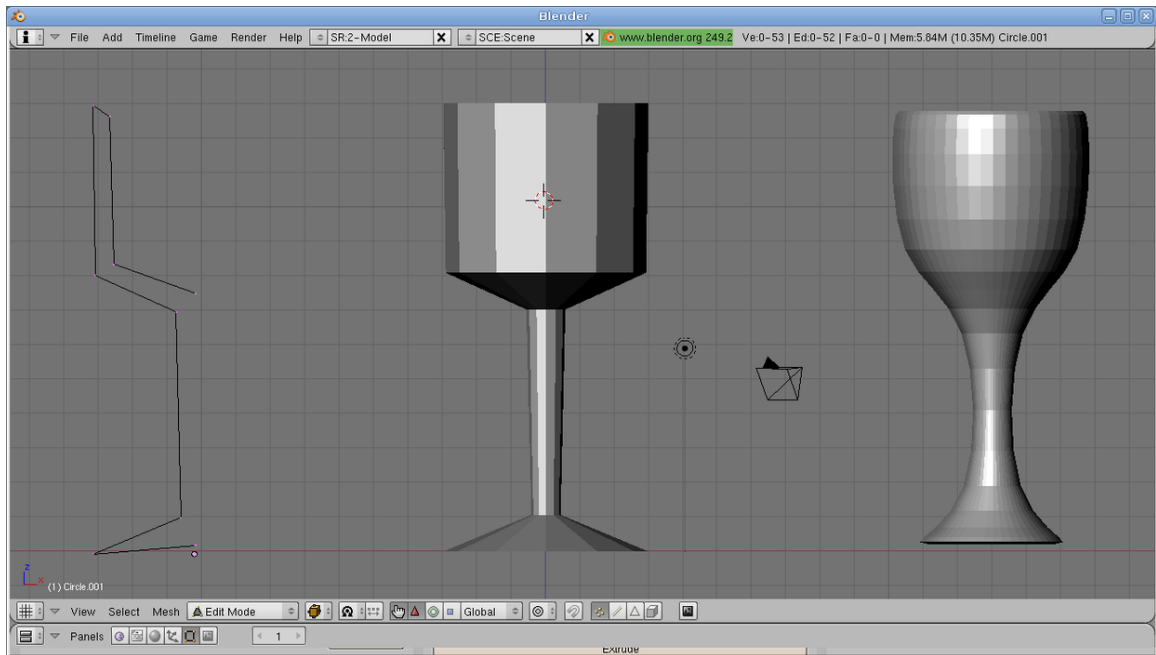 Blender
File Add Timeline Game Render Help SR:2-Model SCE:Scene www.blender.org 249.2 Ve:0-53 | Ed:0-52 | Fa:0-0 | Mem:5.84M (10.35M) Circle.001
z
x
(1) Circle.001
View Select Mesh Edit Mode Global
Panels 1
Extrude